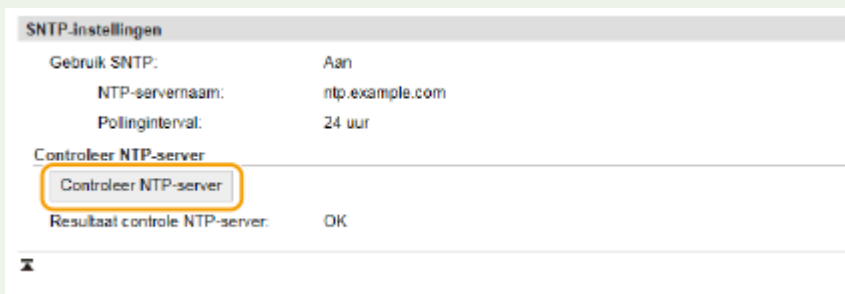 SNTP-instellingen
Gebruik SNTP: Aan
NTP-servernaam: ntp.example.com
Pollinginterval: 24 uur
Controleer NTP-server
Controleer NTP-server
Resultaat controle NTP-server: OK